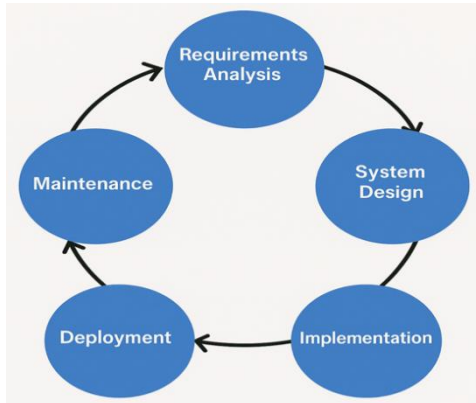 Requirements
Analysis
System
Design
Implementation
Deployment
Maintenance